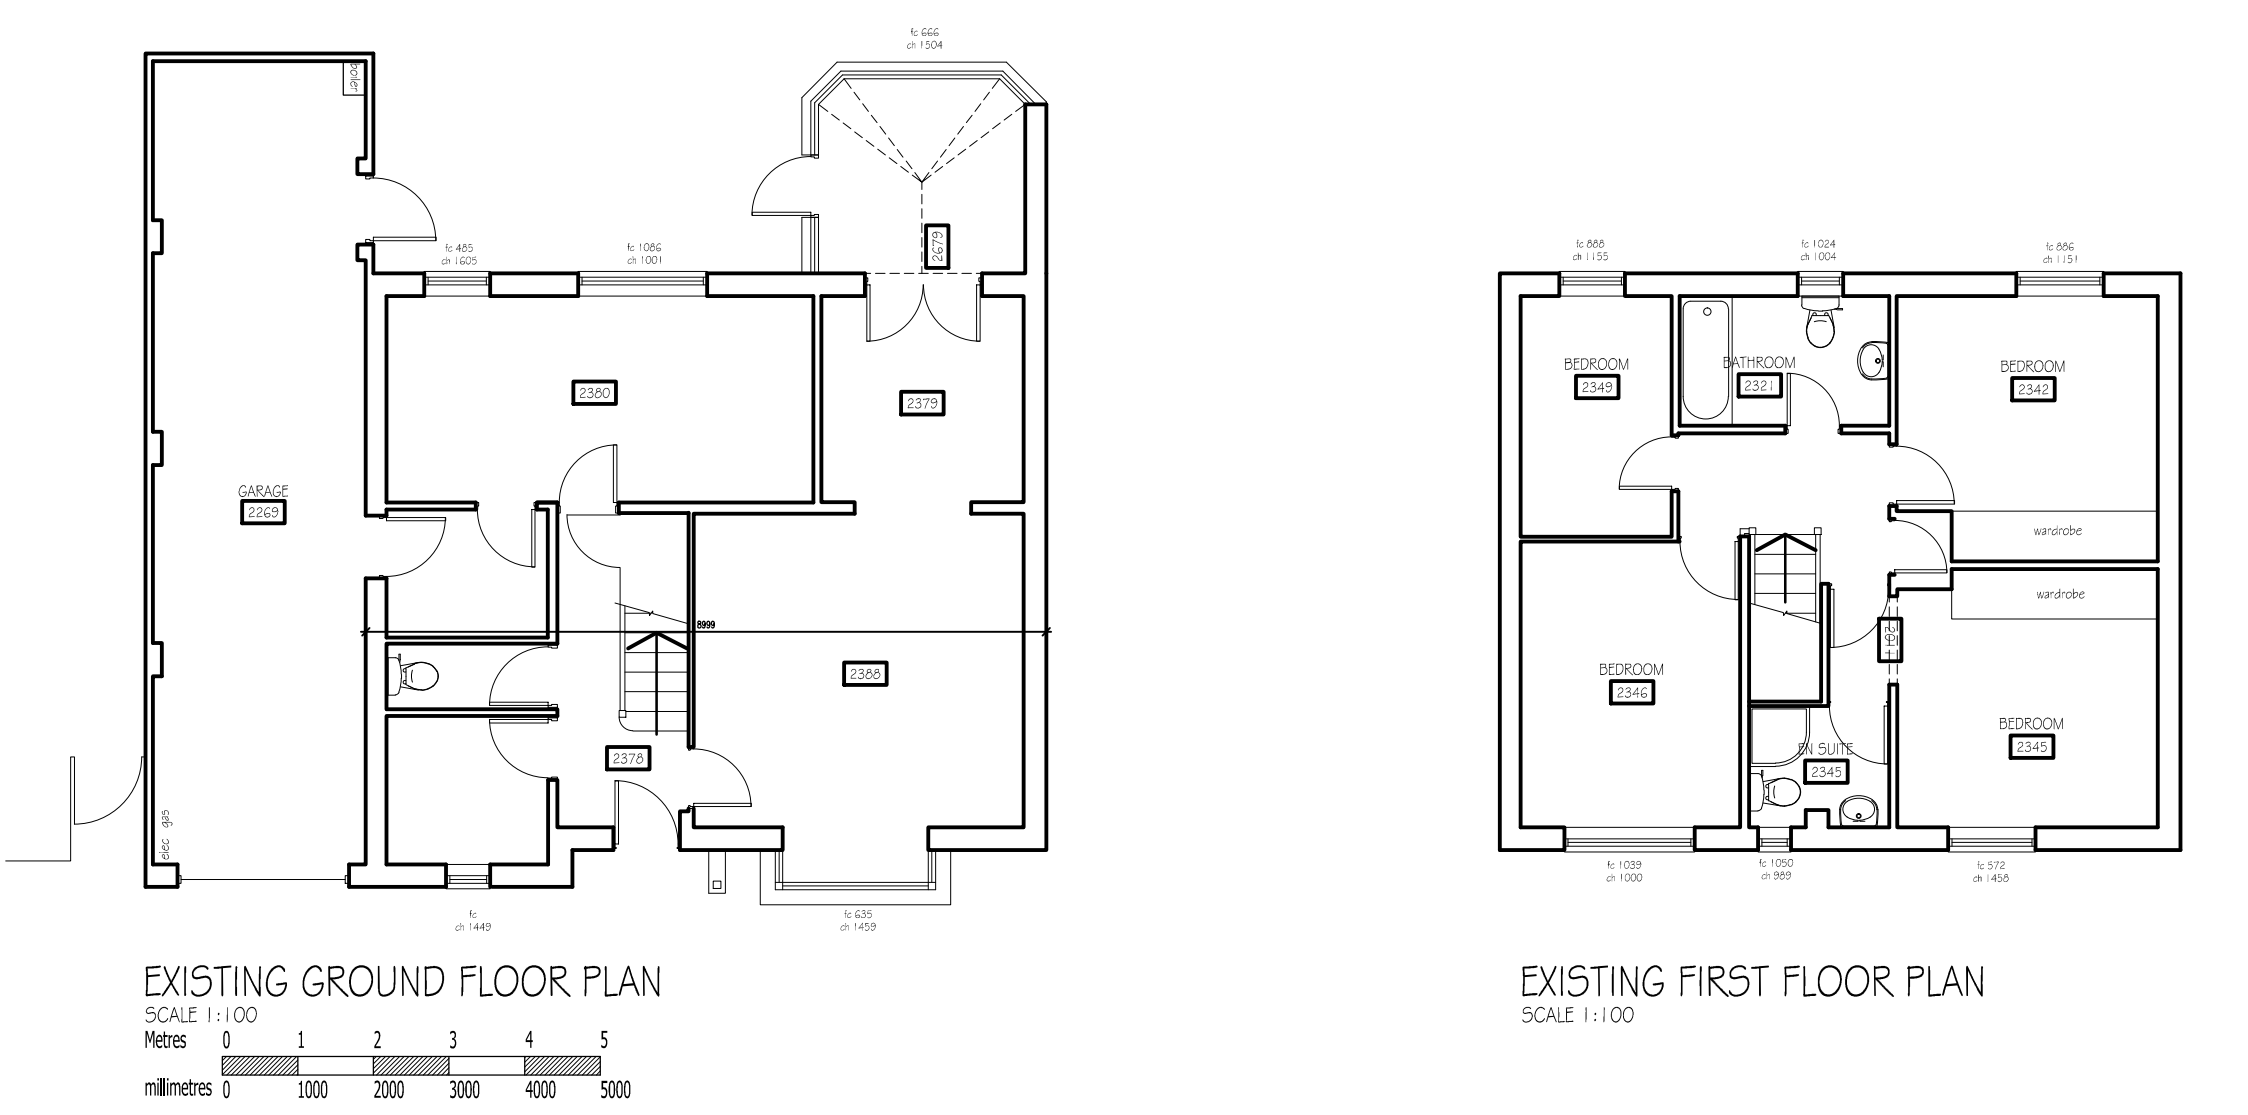 fc 666
ch 1504
boiler
2679
fc 485
ch 1605
fc 1086
ch 1001
2380
2379
GARAGE
2269
8999
2388
2378
elec gas
fc
ch 1449
fc 635
ch 1459
EXISTING GROUND FLOOR PLAN
SCALE 1:100
Metres 0 1 2 3 4 5
millimetres 0 1000 2000 3000 4000 5000
fc 888
ch 1155
fc 1024
ch 1004
fc 886
ch 1151
BEDROOM
2349
BATHROOM
2321
BEDROOM
2342
wardrobe
wardrobe
BEDROOM
2346
BEDROOM
2345
EN SUITE
2345
fc 1039
ch 1000
fc 1050
ch 989
fc 572
ch 1458
EXISTING FIRST FLOOR PLAN
SCALE 1:100